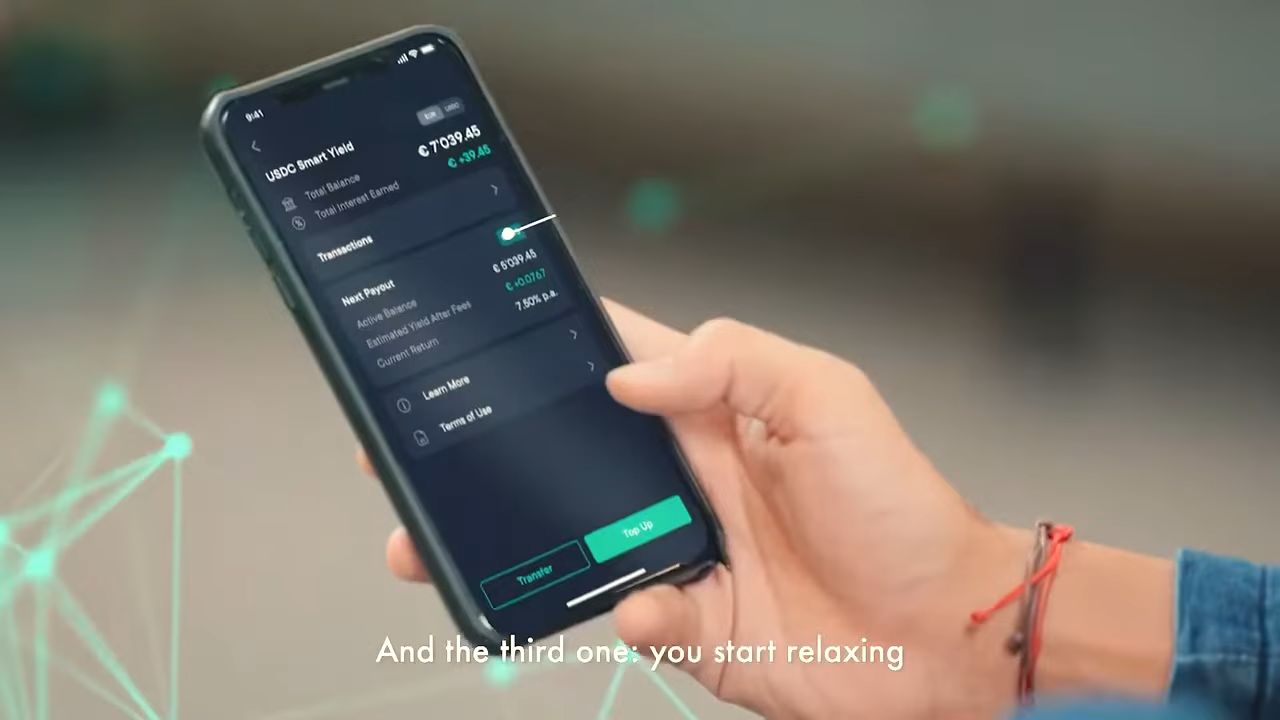 9:41
EUR USDC
USDC Smart Yield
€ 7'039.45
Total Balance
€ +39.45
Total Interest Earned
Transactions
Next Payout
Active Balance € 5'039.45
Estimated Yield After Fees € +0.0767
Current Return 7.50% p.a.
Learn More
Terms of Use
Transfer Top Up
And the third one: you start relaxing